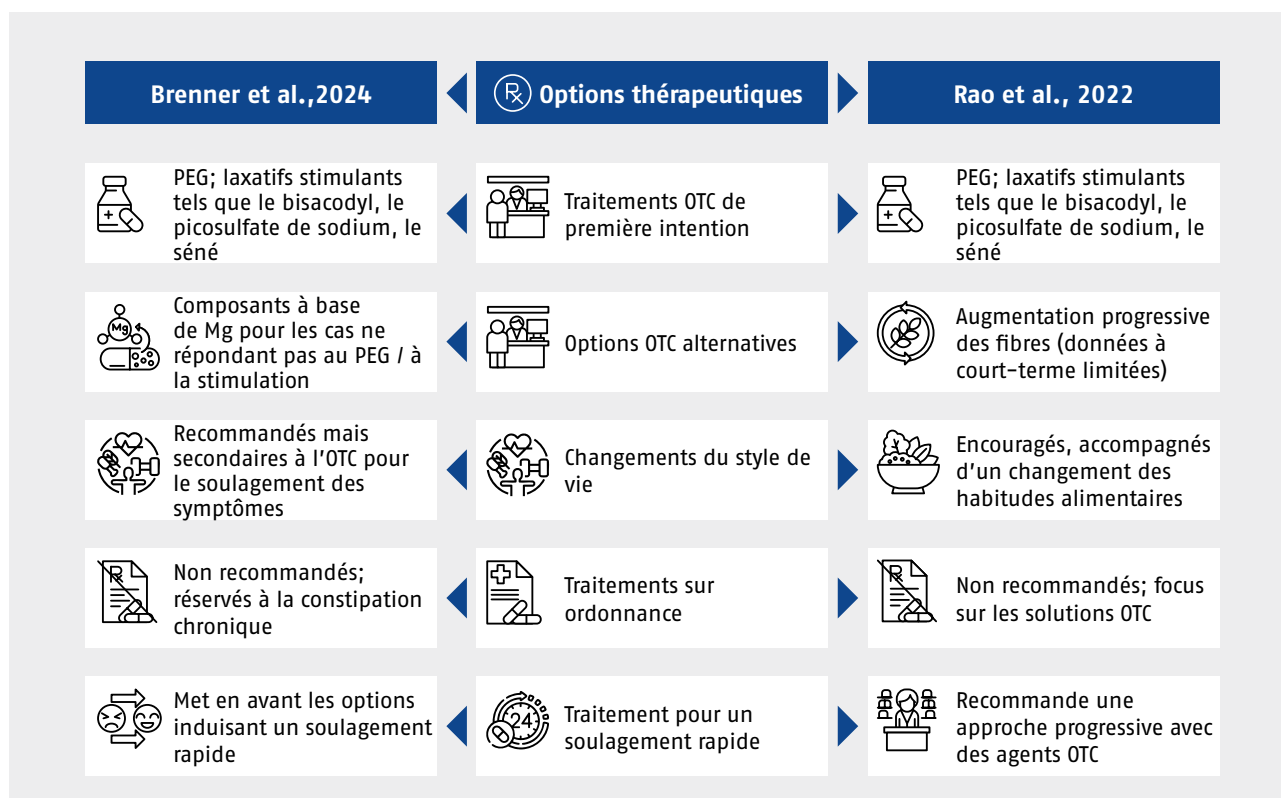 Brenner et al.,2024
Rx Options thérapeutiques
Rao et al., 2022
PEG; laxatifs stimulants
tels que le bisacodyl, le
picosulfate de sodium, le
séné
Traitements OTC de
première intention
PEG; laxatifs stimulants
tels que le bisacodyl, le
picosulfate de sodium, le
séné
Mg
Composants à base
de Mg pour les cas ne
répondant pas au PEG / à
la stimulation
Options OTC alternatives
Augmentation progressive
des fibres (données à
court-terme limitées)
Recommandés mais
secondaires à l'OTC pour
le soulagement des
symptômes
Changements du style de
vie
Encouragés, accompagnés
d'un changement des
habitudes alimentaires
Rx
Non recommandés;
réservés à la constipation
chronique
Traitements sur
ordonnance
Rx
Non recommandés; focus
sur les solutions OTC
Met en avant les options
induisant un soulagement
rapide
24
Traitement pour un
soulagement rapide
Recommande une
approche progressive avec
des agents OTC